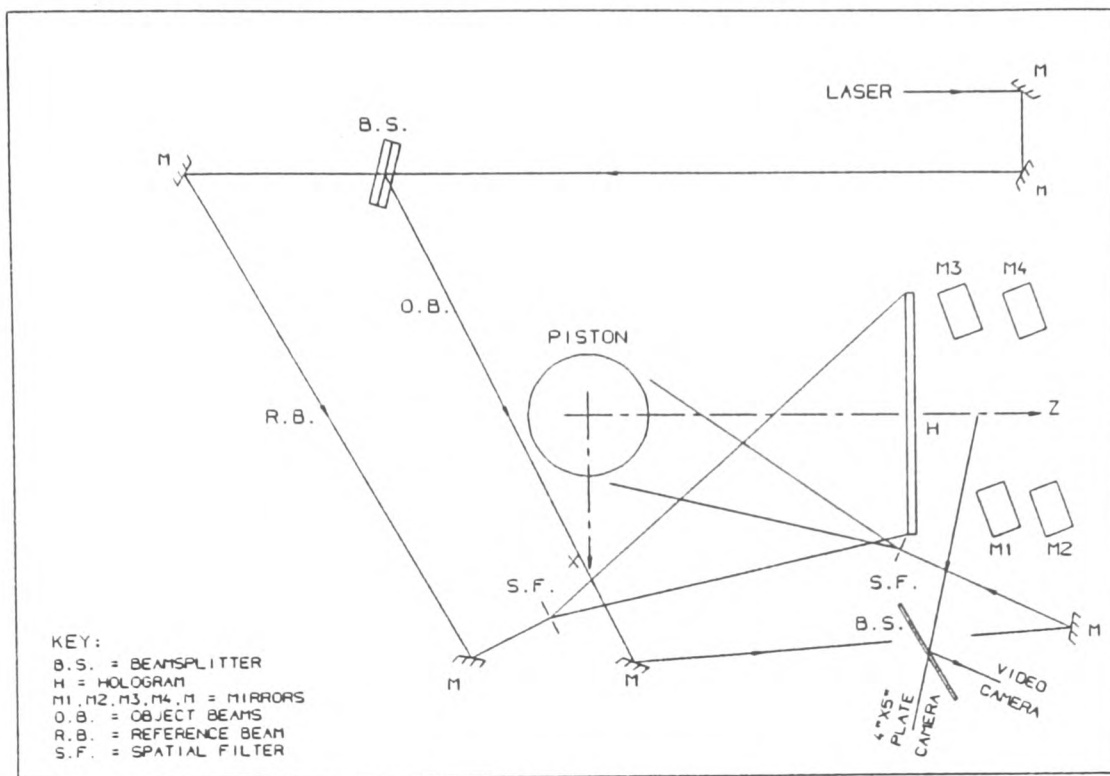 M
LASER
B.S.
M
M
M3 M4
O.B.
PISTON
R.B.
Z
H
M1 M2
X
S.F.
S.F.
B.S.
M
M
M
VIDEO
CAMERA
4"X5"
PLATE
CAMERA
KEY:
B.S. = BEAMSPLITTER
H = HOLOGRAM
M1,M2,M3,M4,M = MIRRORS
O.B. = OBJECT BEAMS
R.B. = REFERENCE BEAM
S.F. = SPATIAL FILTER